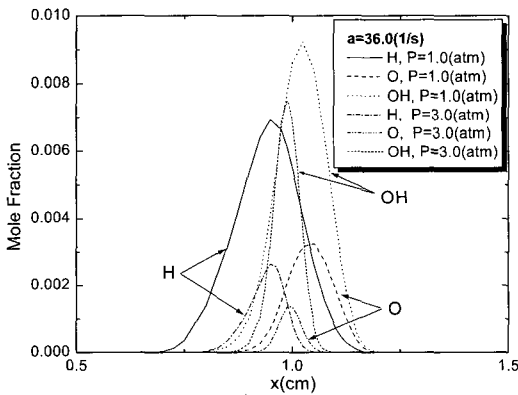 0.010
0.008
0.006
0.004
0.002
0.000
Mole Fraction
a=36.0(1/s)
H, P=1.0(atm)
O, P=1.0(atm)
OH, P=1.0(atm)
H, P=3.0(atm)
O, P=3.0(atm)
OH, P=3.0(atm)
OH
H
O
0.5
1.0
1.5
x(cm)